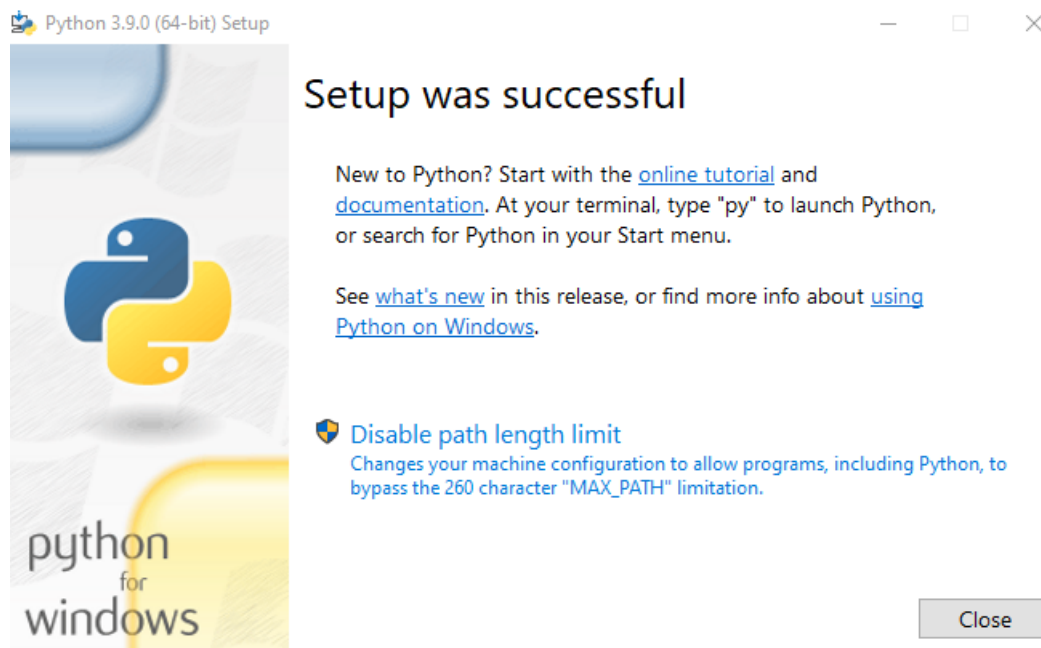 Python 3.9.0 (64-bit) Setup
Setup was successful
New to Python? Start with the online tutorial and
documentation. At your terminal, type "py" to launch Python,
or search for Python in your Start menu.
See what's new in this release, or find more info about using
Python on Windows.
Disable path length limit
Changes your machine configuration to allow programs, including Python, to
bypass the 260 character "MAX_PATH" limitation.
python
for
windows
Close